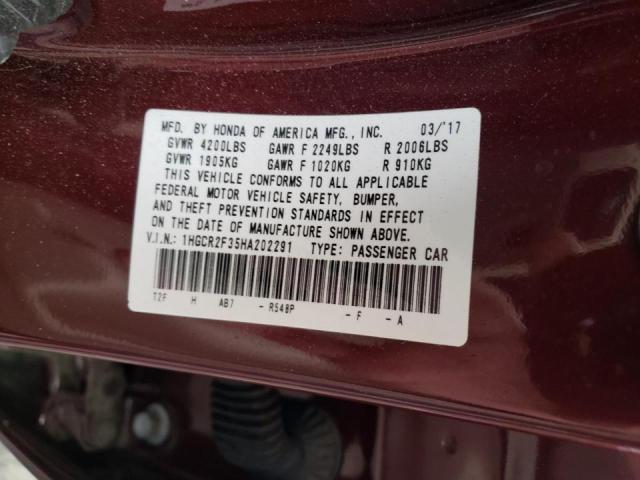 MFD. BY HONDA OF AMERICA MFG., INC. 03/'17
GVWR 4200LBS GAWR F 2249LBS R 2006LBS
GVWR 1905KG GAWR F 1020KG R 910KG
THIS VEHICLE CONFORMS TO ALL APPLICABLE
FEDERAL MOTOR VEHICLE SAFETY, BUMPER,
AND THEFT PREVENTION STANDARDS IN EFFECT
ON THE DATE OF MANUFACTURE SHOWN ABOVE.
V.I.N.: 1HGCR2F35HA202291 TYPE: PASSENGER CAR
T2F H AB7 - R548P - F - A